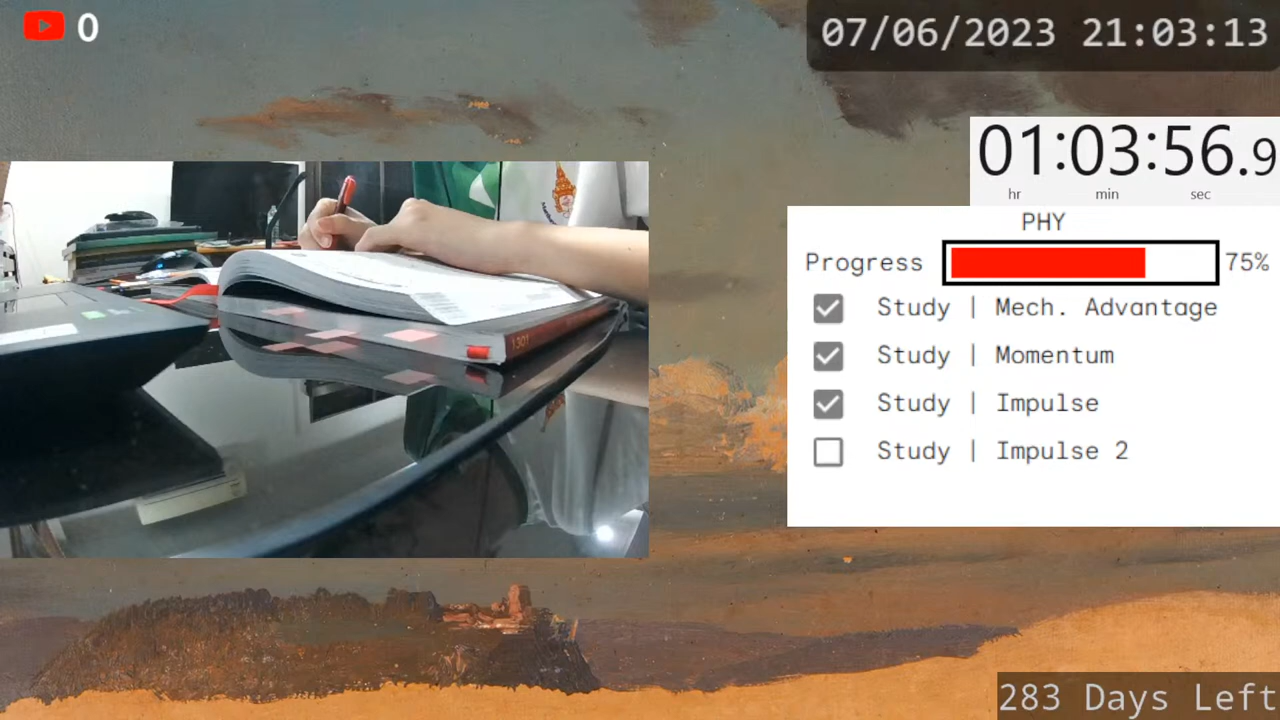 0
07/06/2023 21:03:13
01:03:56.9
hr min sec
PHY
Progress 75%
Study | Mech. Advantage
Study | Momentum
Study | Impulse
Study | Impulse 2
1301
283 Days Left